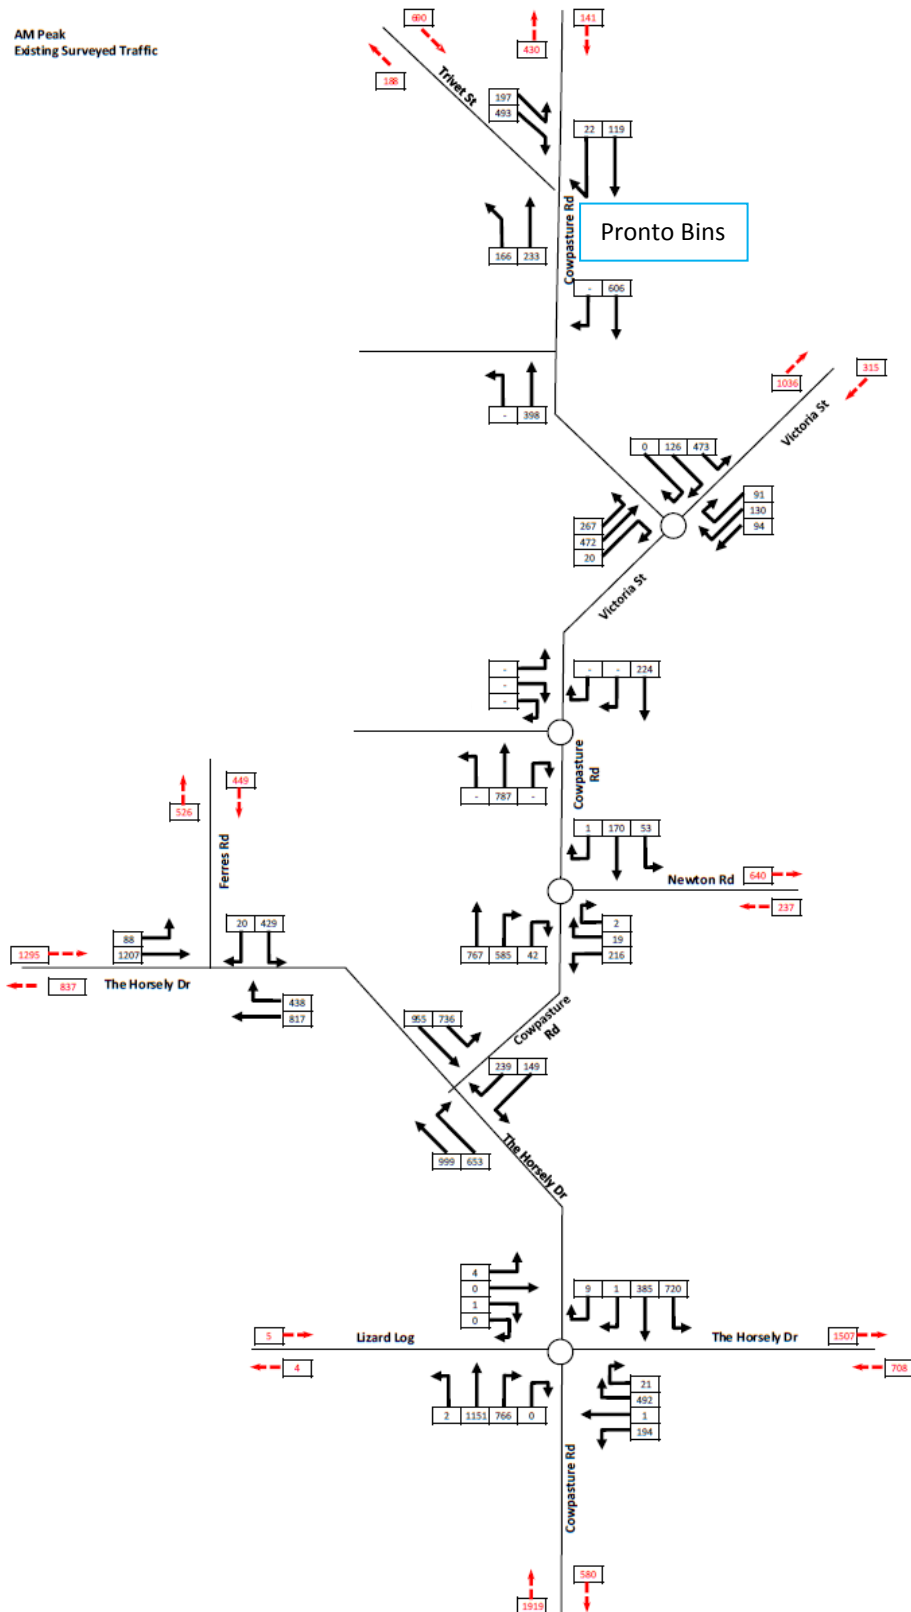 AM Peak
Existing Surveyed Traffic
690
188
Trivet St
430
141
197
493
22 119
Cowpasture Rd
Pronto Bins
166 233
- 606
- 398
1036
315
Victoria St
0 126 473
91
130
94
267
472
20
Victoria St
-
-
-
- - 224
Cowpasture
Rd
- 787 -
449
526
Ferres Rd
1 170 53
Newton Rd
640
237
2
19
216
767 585 42
88
1207
20 429
1295
837
The Horsely Dr
438
817
955 736
Cowpasture
Rd
239 149
The Horsely Dr
999 653
4
0
1
0
9 1 385 720
5
4
Lizard Log
The Horsely Dr
1507
708
2 1151 766 0
21
492
1
194
Cowpasture Rd
580
1919